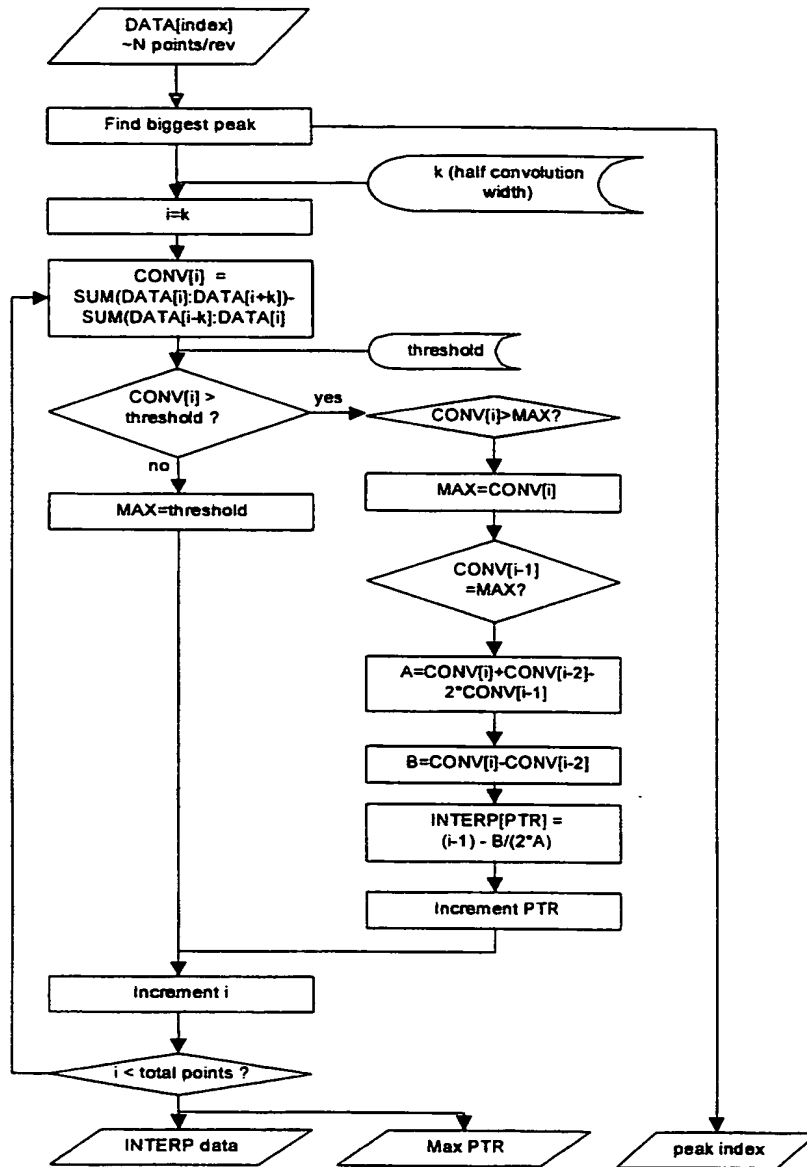 DATA[index]
~N points/rev
Find biggest peak
k (half convolution
width)
i=k
CONV[i] =
SUM(DATA[i]:DATA[i+k])-
SUM(DATA[i-k]:DATA[i]
threshold
CONV[i] >
threshold ?
yes
CONV[i]>MAX?
no
MAX=threshold
MAX=CONV[i]
CONV[i-1]
=MAX?
A=CONV[i]+CONV[i-2]-
2*CONV[i-1]
B=CONV[i]-CONV[i-2]
INTERP[PTR] =
(i-1) - B/(2*A)
Increment PTR
Increment i
i < total points ?
INTERP data
Max PTR
peak index